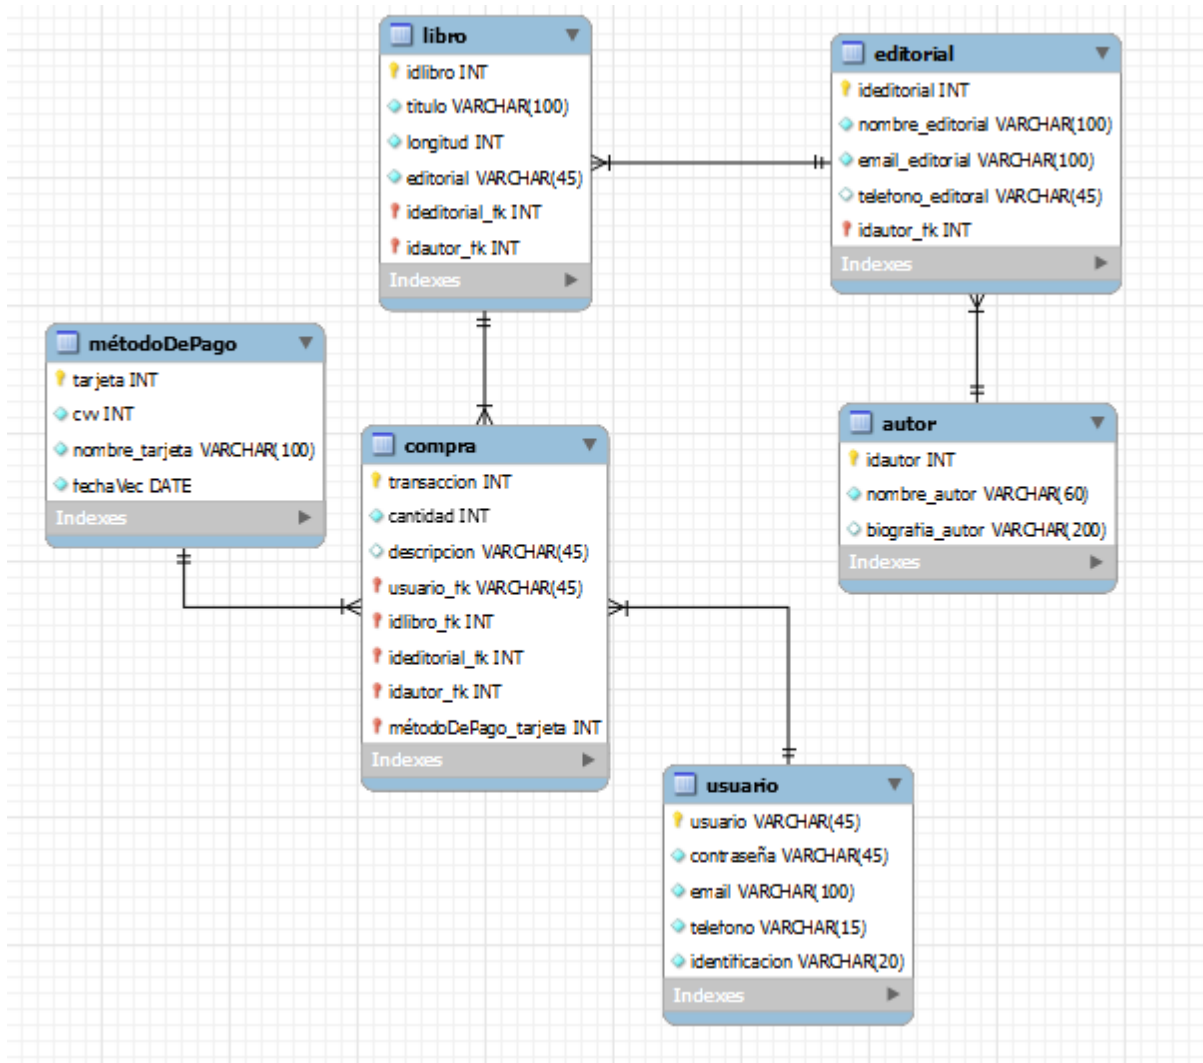 libro
idlibro INT
titulo VARCHAR(100)
longitud INT
editorial VARCHAR(45)
ideditorial_fk INT
idautor_fk INT
Indexes
editorial
ideditorial INT
nombre_editorial VARCHAR(100)
email_editorial VARCHAR(100)
telefono_editoral VARCHAR(45)
idautor_fk INT
Indexes
métodoDePago
tarjeta INT
cvv INT
nombre_tarjeta VARCHAR(100)
fechaVec DATE
Indexes
compra
transaccion INT
cantidad INT
descripcion VARCHAR(45)
usuario_fk VARCHAR(45)
idlibro_fk INT
ideditorial_fk INT
idautor_fk INT
métodoDePago_tarjeta INT
Indexes
autor
idautor INT
nombre_autor VARCHAR(60)
biografia_autor VARCHAR(200)
Indexes
usuario
usuario VARCHAR(45)
contraseña VARCHAR(45)
email VARCHAR(100)
telefono VARCHAR(15)
identificacion VARCHAR(20)
Indexes